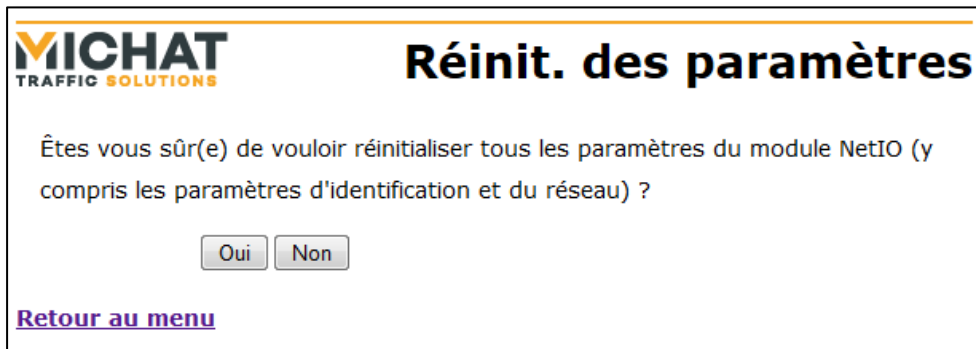 MICHAT
TRAFFIC SOLUTIONS
Réinit. des paramètres
Êtes vous sûr(e) de vouloir réinitialiser tous les paramètres du module NetIO (y
compris les paramètres d'identification et du réseau) ?
Oui Non
Retour au menu